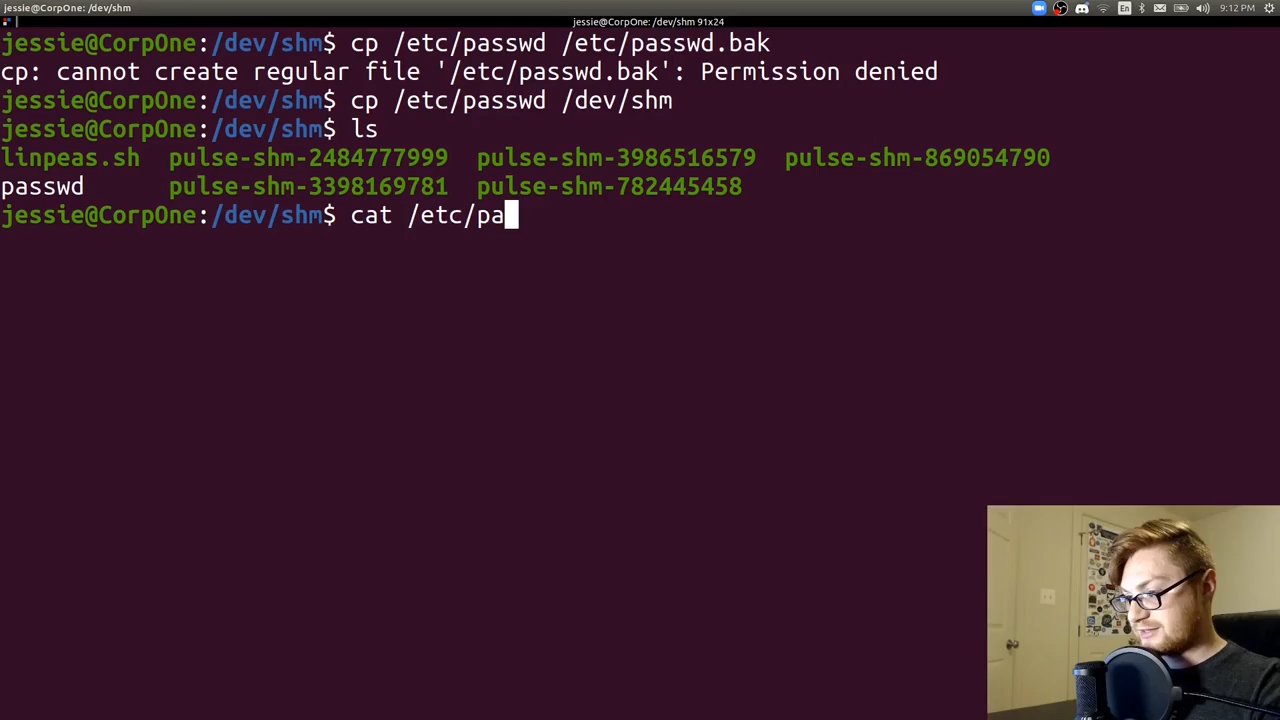 jessie@CorpOne: /dev/shm
En
9:12 PM
jessie@CorpOne: /dev/shm 91x24
jessie@CorpOne:/dev/shm$ cp /etc/passwd /etc/passwd.bak
cp: cannot create regular file '/etc/passwd.bak': Permission denied
jessie@CorpOne:/dev/shm$ cp /etc/passwd /dev/shm
jessie@CorpOne:/dev/shm$ ls
linpeas.sh  pulse-shm-2484777999  pulse-shm-3986516579  pulse-shm-869054790
passwd      pulse-shm-3398169781  pulse-shm-782445458
jessie@CorpOne:/dev/shm$ cat /etc/pa